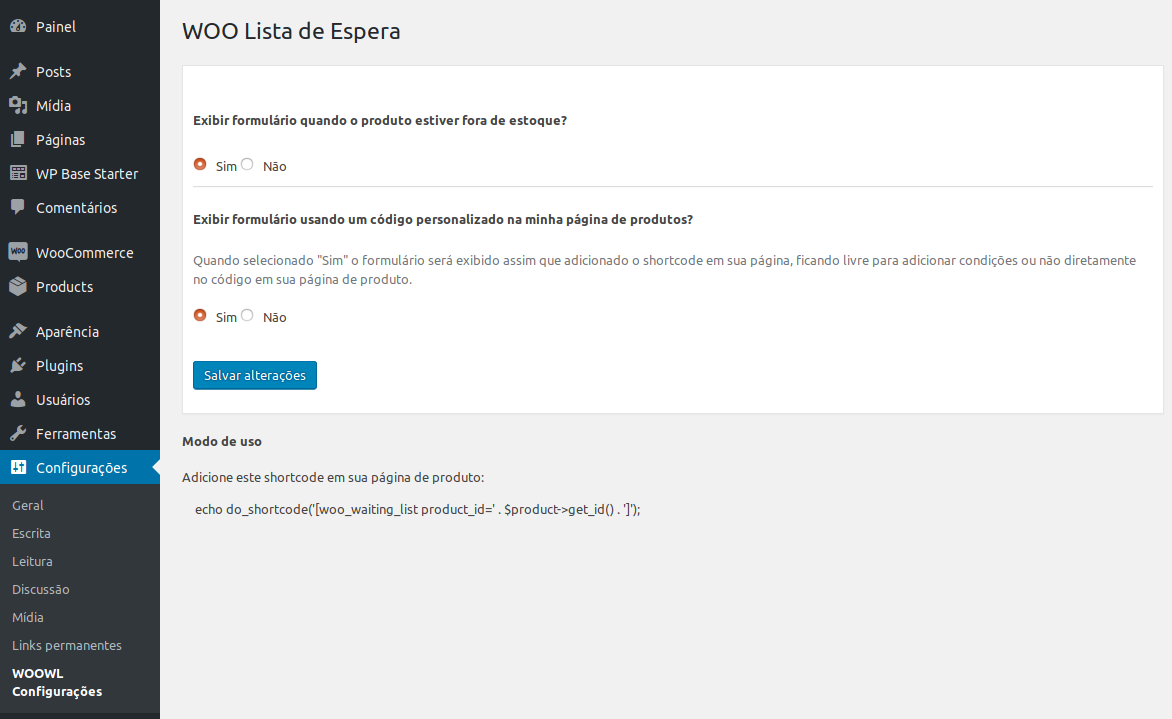 Painel
Posts
Mídia
Páginas
WP Base Starter
Comentários
WOO
WooCommerce
Products
Aparência
Plugins
Usuários
Ferramentas
Configurações
Geral
Escrita
Leitura
Discussão
Mídia
Links permanentes
WOOWL
Configurações
WOO Lista de Espera
Exibir formulário quando o produto estiver fora de estoque?
Sim Não
Exibir formulário usando um código personalizado na minha página de produtos?
Quando selecionado "Sim" o formulário será exibido assim que adicionado o shortcode em sua página, ficando livre para adicionar condições ou não diretamente
no código em sua página de produto.
Sim Não
Salvar alterações
Modo de uso
Adicione este shortcode em sua página de produto:
echo do_shortcode('[woo_waiting_list product_id=' . $product->get_id() . ']');